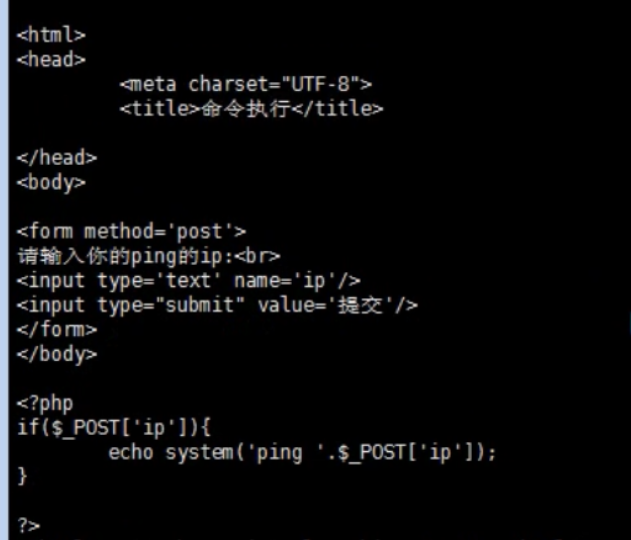 <html>
<head>
<meta charset="UTF-8">
<title>命令执行</title>
</head>
<body>
<form method='post'>
请输入你的ping的ip:<br>
<input type='text' name='ip'/>
<input type="submit" value='提交'/>
</form>
</body>
<?php
if($_POST['ip']){
echo system('ping '.$_POST['ip']);
}
?>